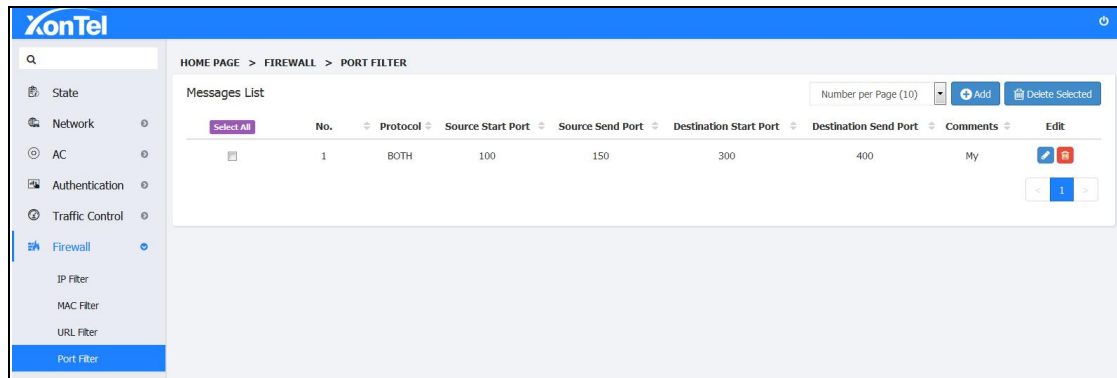 XonTel
HOME PAGE > FIREWALL > PORT FILTER
State
Network
AC
Authentication
Traffic Control
Firewall
IP Filter
MAC Filter
URL Filter
Port Filter
Messages List
Number per Page (10)
Add
Delete Selected
Select All No. Protocol Source Start Port Source Send Port Destination Start Port Destination Send Port Comments Edit
1 BOTH 100 150 300 400 My
< 1 >